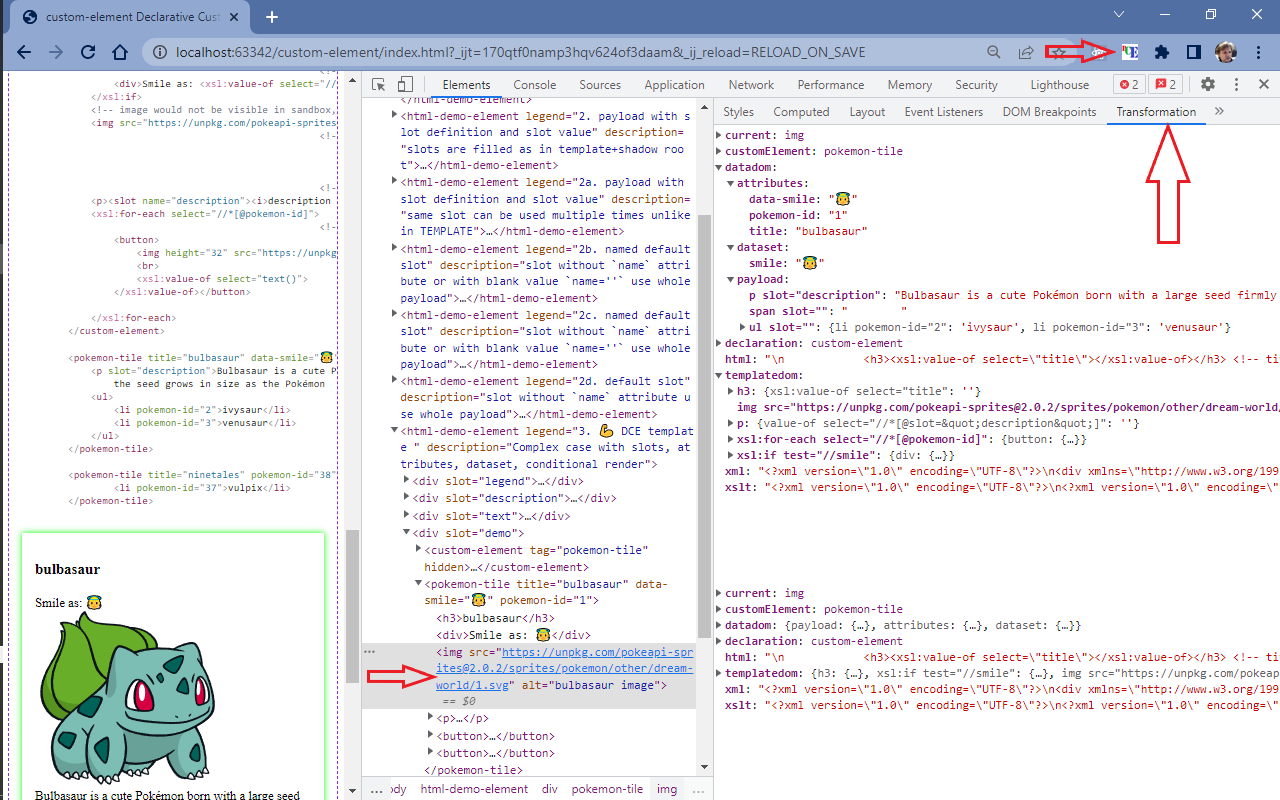 custom-element Declarative Cus
localhost:63342/custom-element/index.html?_ijt=170qtf0namp3hqv624of3daam&_ij_reload=RELOAD_ON_SAVE
<!-
<div>Smile as: <xsl:value-of select="//
</xsl:if>
<!-- image would not be visible in sandbox,
<img src="https://unpkg.com/pokeapi-sprites
<!-
<!-
<p><slot name="description"><i>description
<xsl:for-each select="//*[@pokemon-id]">
<!-
<button>
<img height="32" src="https://unpkg
<br>
<xsl:value-of select="text()">
</xsl:value-of></button>
</xsl:for-each>
</custom-element>
<pokemon-tile title="bulbasaur" data-smile="😇
<p slot="description">Bulbasaur is a cute P
the seed grows in size as the Pokémon
<ul>
<li pokemon-id="2">ivysaur</li>
<li pokemon-id="3">venusaur</li>
</ul>
</pokemon-tile>
<pokemon-tile title="ninetales" pokemon-id="38"
<li pokemon-id="37">vulpix</li>
</pokemon-tile>
bulbasaur
Smile as: 😇
Bulbasaur is a cute Pokémon born with a large seed
Elements Console Sources Application Network Performance Memory Security Lighthouse 2 2
</html-demo-element>
<html-demo-element legend="2. payload with s
lot definition and slot value" description=
"slots are filled as in template+shadow roo
t">…</html-demo-element>
<html-demo-element legend="2a. payload with
slot definition and slot value" description=
"same slot can be used multiple times unlike
in TEMPLATE">…</html-demo-element>
<html-demo-element legend="2b. named default
slot" description="slot without `name` attri
bute or with blank value `name=''` use whole
payload">…</html-demo-element>
<html-demo-element legend="2c. named default
slot" description="slot without `name` attri
bute or with blank value `name=''` use whole
payload">…</html-demo-element>
<html-demo-element legend="2d. default slot"
description="slot without `name` attribute u
se whole payload">…</html-demo-element>
<html-demo-element legend="3. 💪 DCE templat
e " description="Complex case with slots, at
tributes, dataset, conditional render">
<div slot="legend">…</div>
<div slot="description">…</div>
<div slot="text">…</div>
<div slot="demo">
<custom-element tag="pokemon-tile"
hidden>…</custom-element>
<pokemon-tile title="bulbasaur" data-
smile="😇" pokemon-id="1">
<h3>bulbasaur</h3>
<div>Smile as: 😇</div>
<img src="https://unpkg.com/pokeapi-spr
ites@2.0.2/sprites/pokemon/other/dream-
world/1.svg" alt="bulbasaur image">
== $0
<p>…</p>
<button>…</button>
<button>…</button>
</pokemon-tile>
… ody html-demo-element div pokemon-tile img …
Styles Computed Layout Event Listeners DOM Breakpoints Transformation »
current: img
customElement: pokemon-tile
datadom:
attributes:
data-smile: "😇"
pokemon-id: "1"
title: "bulbasaur"
dataset:
smile: "😇"
payload:
p slot="description": "Bulbasaur is a cute Pokémon born with a large seed firmly
span slot="": " "
ul slot="": {li pokemon-id="2": 'ivysaur', li pokemon-id="3": 'venusaur'}
declaration: custom-element
html: "\n <h3><xsl:value-of select=\"title\"></xsl:value-of></h3> <!-- ti
templatedom:
h3: {xsl:value-of select="title": ''}
img src="https://unpkg.com/pokeapi-sprites@2.0.2/sprites/pokemon/other/dream-world,
p: {value-of select="//*[@slot=&quot;description&quot;]": ''}
xsl:for-each select="//*[@pokemon-id]": {button: {…}}
xsl:if test="//smile": {div: {…}}
xml: "<?xml version=\"1.0\" encoding=\"UTF-8\"?>\n<div xmlns=\"http://www.w3.org/199
xslt: "<?xml version=\"1.0\" encoding=\"UTF-8\"?>\n<?xml version=\"1.0\" encoding=\"
current: img
customElement: pokemon-tile
datadom: {payload: {…}, attributes: {…}, dataset: {…}}
declaration: custom-element
html: "\n <h3><xsl:value-of select=\"title\"></xsl:value-of></h3> <!-- ti
templatedom: {h3: {…}, xsl:if test="//smile": {…}, img src="https://unpkg.com/pokeap
xml: "<?xml version=\"1.0\" encoding=\"UTF-8\"?>\n<div xmlns=\"http://www.w3.org/199
xslt: "<?xml version=\"1.0\" encoding=\"UTF-8\"?>\n<?xml version=\"1.0\" encoding=\"